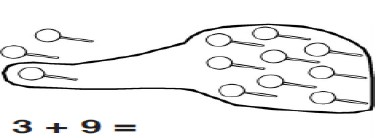 3 + 9 =